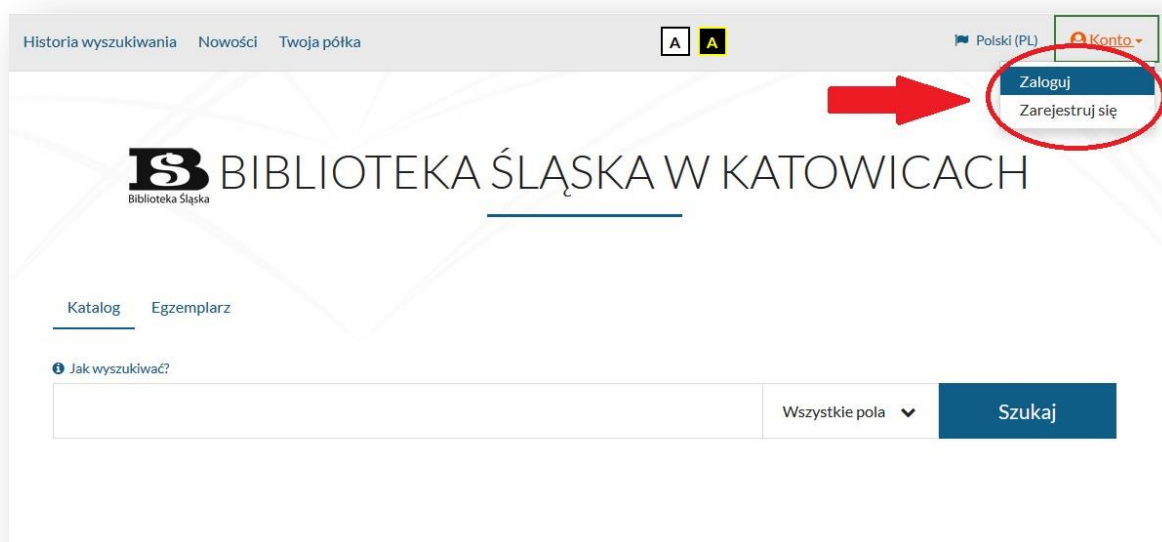 Historia wyszukiwania Nowości Twoja półka A A Polski (PL) Konto
Zaloguj
Zarejestruj się
BS BIBLIOTEKA ŚLĄSKA W KATOWICACH
Biblioteka Śląska
Katalog Egzemplarz
Jak wyszukiwać?
Wszystkie pola Szukaj